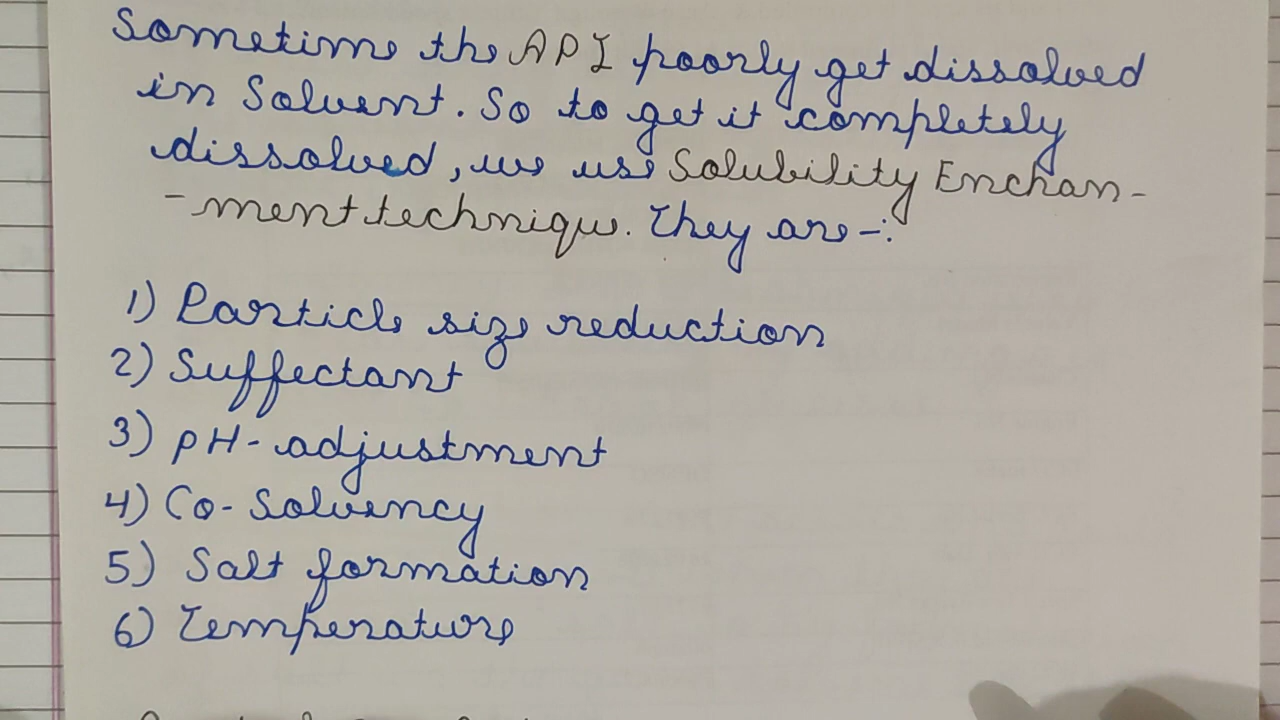 Sometime the API poorly get dissolved
in Solvent. So to get it completely
dissolved, we use Solubility Enchan-
-ment technique. They are -:
1) Particle size reduction
2) Suffectant
3) pH- adjustment
4) Co- Solvency
5) Salt formation
6) Temperature